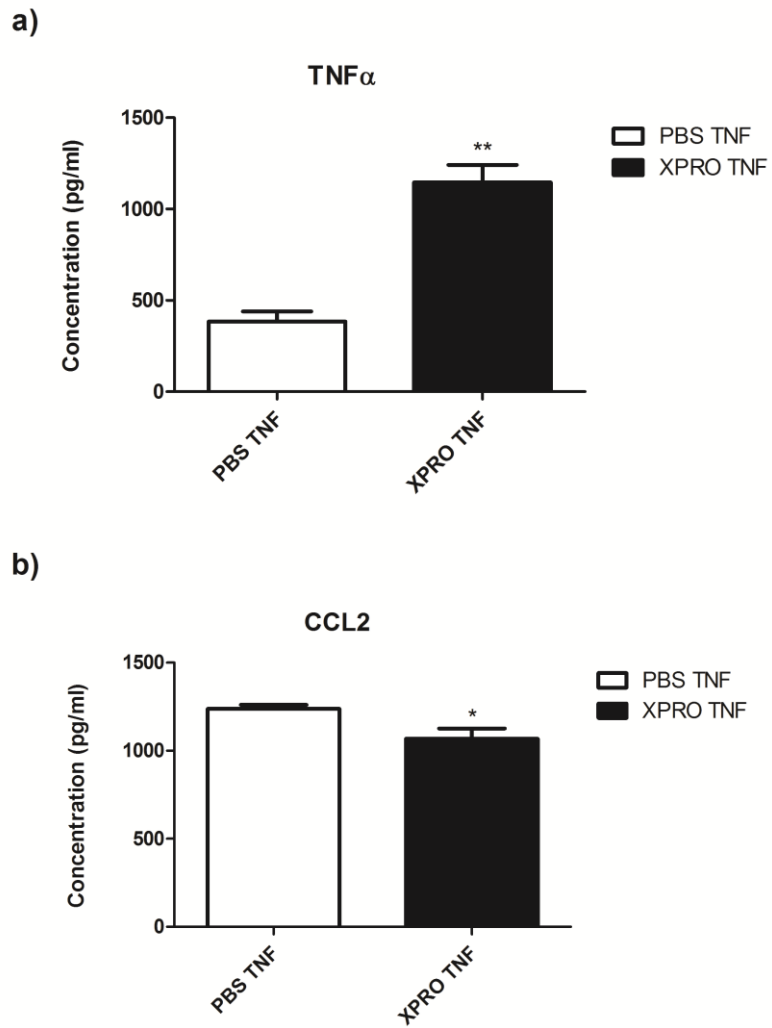 a)
TNFα
Concentration (pg/ml)
1500
1000
500
0
**
PBS TNF
XPRO TNF
PBS TNF
XPRO TNF
b)
CCL2
Concentration (pg/ml)
1500
1000
500
0
*
PBS TNF
XPRO TNF
PBS TNF
XPRO TNF